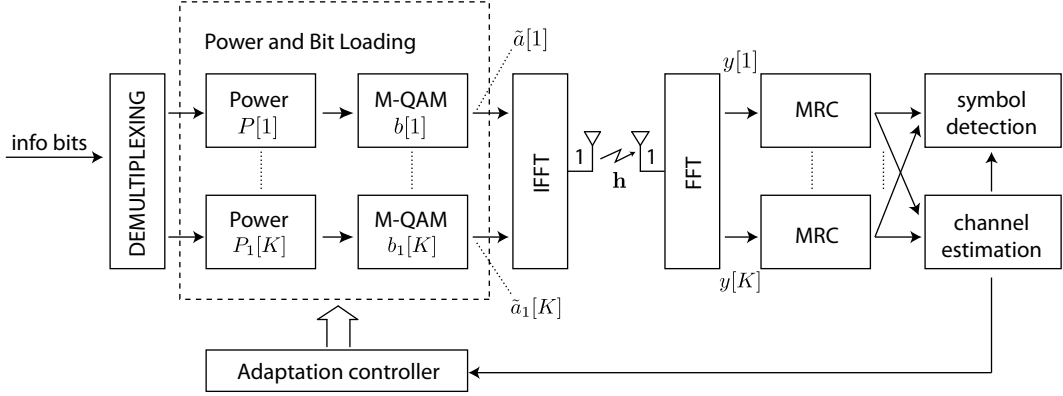 Power and Bit Loading
ã[1]
info bits
DEMULTIPLEXING
Power
P[1]
M-QAM
b[1]
IFFT
1
h
1
FFT
y[1]
MRC
symbol
detection
Power
P₁[K]
M-QAM
b₁[K]
ã₁[K]
y[K]
MRC
channel
estimation
Adaptation controller